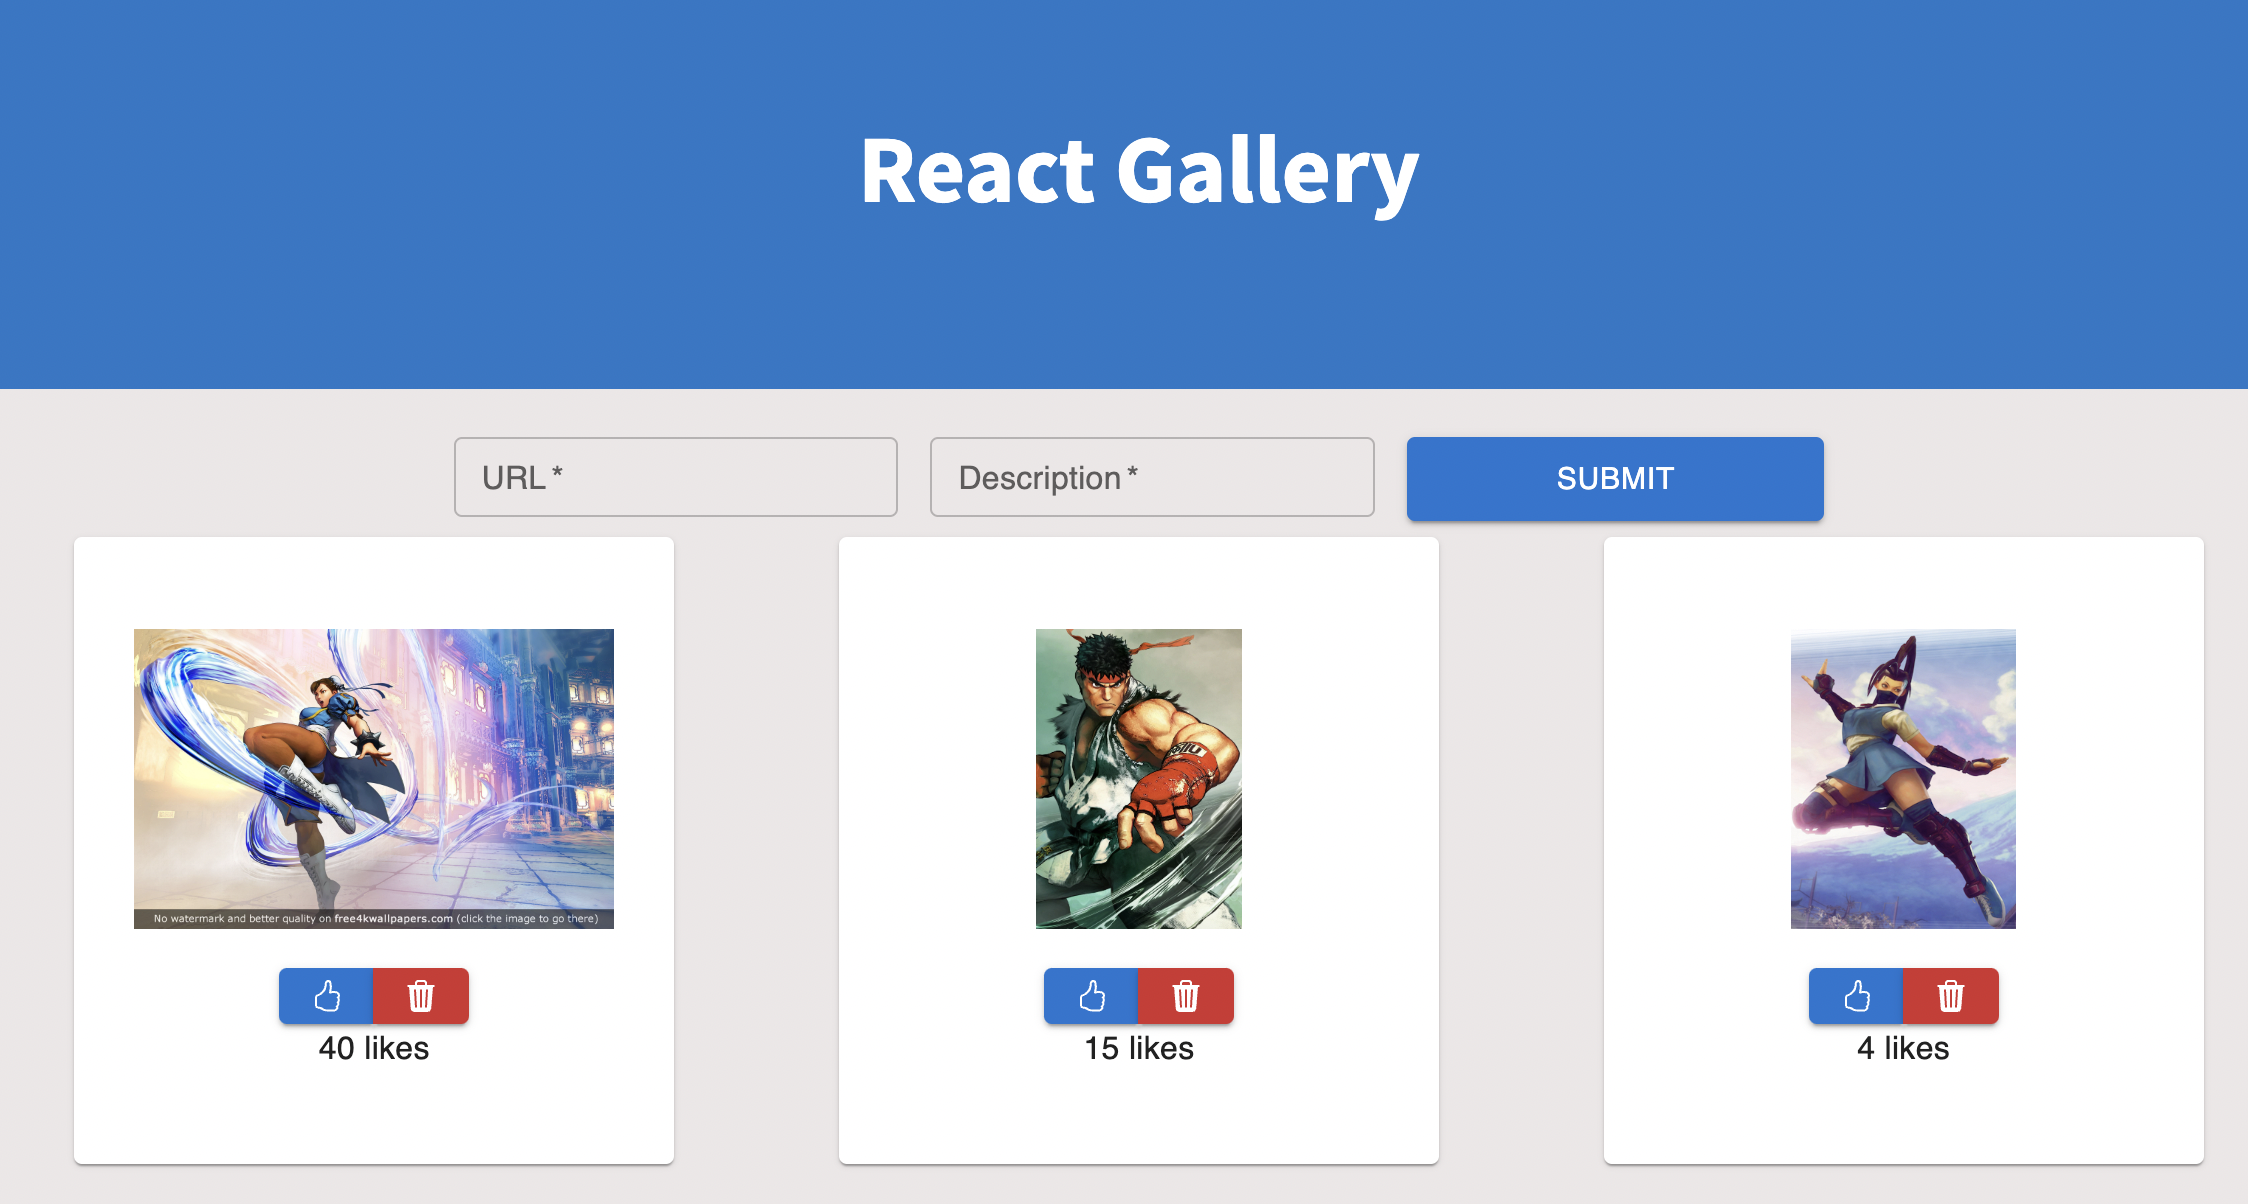 React Gallery
URL *
Description *
SUBMIT
No watermark and better quality on free4kwallpapers.com (click the image to go there)
40 likes
15 likes
4 likes